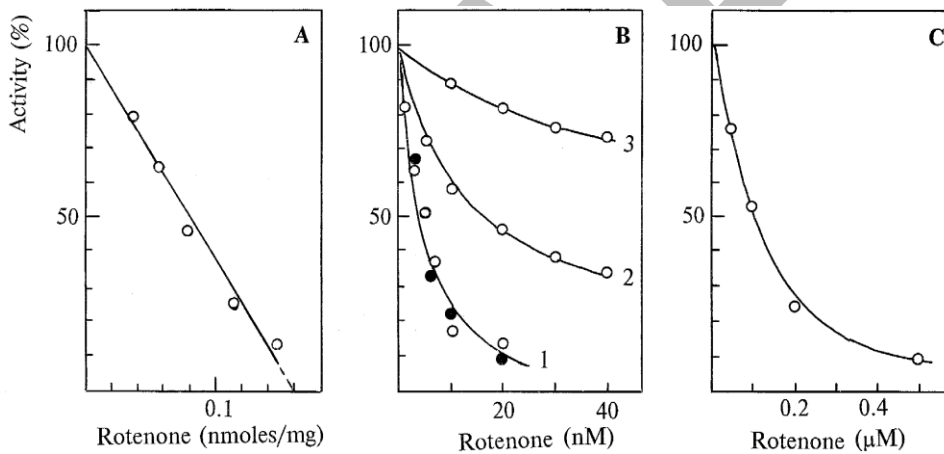 Activity (%)
100
50
A
0.1
Rotenone (nmoles/mg)
100
50
B
3
2
1
20
40
Rotenone (nM)
100
50
C
0.2
0.4
Rotenone (μM)